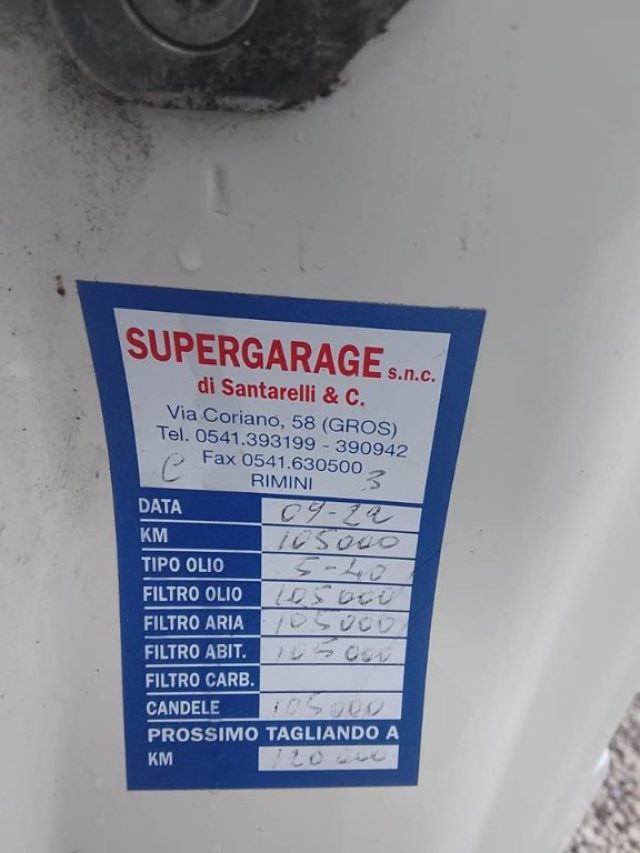 SUPERGARAGE s.n.c.
di Santarelli & C.
Via Coriano, 58 (GROS)
Tel. 0541.393199 - 390942
Fax 0541.630500
C RIMINI 3
DATA 09-22
KM 105000
TIPO OLIO 5-40
FILTRO OLIO 105000
FILTRO ARIA 105000
FILTRO ABIT. 105000
FILTRO CARB.
CANDELE 105000
PROSSIMO TAGLIANDO A
KM 120000